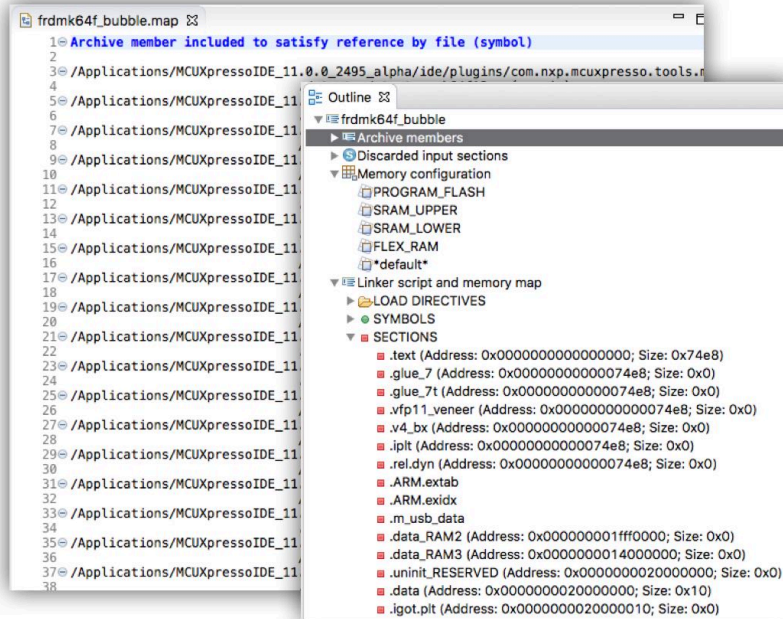 frdmk64f_bubble.map
1 Archive member included to satisfy reference by file (symbol)
2
3 /Applications/MCUXpressoIDE_11.0.0_2495_alpha/ide/plugins/com.nxp.mcuxpresso.tools.
4
5 /Applications/MCUXpressoIDE_11.
6
7 /Applications/MCUXpressoIDE_11.
8
9 /Applications/MCUXpressoIDE_11.
10
11 /Applications/MCUXpressoIDE_11.
12
13 /Applications/MCUXpressoIDE_11.
14
15 /Applications/MCUXpressoIDE_11.
16
17 /Applications/MCUXpressoIDE_11.
18
19 /Applications/MCUXpressoIDE_11.
20
21 /Applications/MCUXpressoIDE_11.
22
23 /Applications/MCUXpressoIDE_11.
24
25 /Applications/MCUXpressoIDE_11.
26
27 /Applications/MCUXpressoIDE_11.
28
29 /Applications/MCUXpressoIDE_11.
30
31 /Applications/MCUXpressoIDE_11.
32
33 /Applications/MCUXpressoIDE_11.
34
35 /Applications/MCUXpressoIDE_11.
36
37 /Applications/MCUXpressoIDE_11.
38
Outline
frdmk64f_bubble
Archive members
Discarded input sections
Memory configuration
PROGRAM_FLASH
SRAM_UPPER
SRAM_LOWER
FLEX_RAM
*default*
Linker script and memory map
LOAD DIRECTIVES
SYMBOLS
SECTIONS
.text (Address: 0x0000000000000000; Size: 0x74e8)
.glue_7 (Address: 0x00000000000074e8; Size: 0x0)
.glue_7t (Address: 0x00000000000074e8; Size: 0x0)
.vfp11_veneer (Address: 0x00000000000074e8; Size: 0x0)
.v4_bx (Address: 0x00000000000074e8; Size: 0x0)
.iplt (Address: 0x00000000000074e8; Size: 0x0)
.rel.dyn (Address: 0x00000000000074e8; Size: 0x0)
.ARM.extab
.ARM.exidx
.m_usb_data
.data_RAM2 (Address: 0x000000001fff0000; Size: 0x0)
.data_RAM3 (Address: 0x0000000014000000; Size: 0x0)
.uninit_RESERVED (Address: 0x0000000020000000; Size: 0x0)
.data (Address: 0x0000000020000000; Size: 0x10)
.igot.plt (Address: 0x0000000020000010; Size: 0x0)